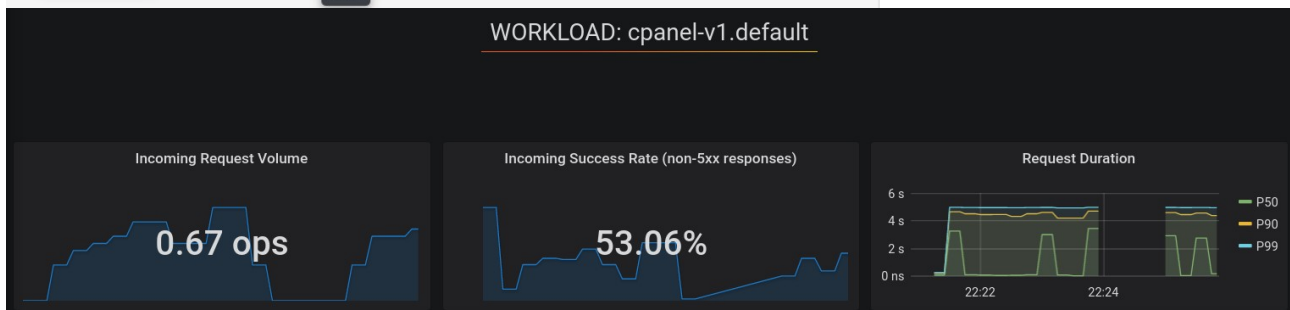 WORKLOAD: cpanel-v1.default
Incoming Request Volume
0.67 ops
Incoming Success Rate (non-5xx responses)
53.06%
Request Duration
6 s
4 s
2 s
0 ns
22:22
22:24
P50
P90
P99